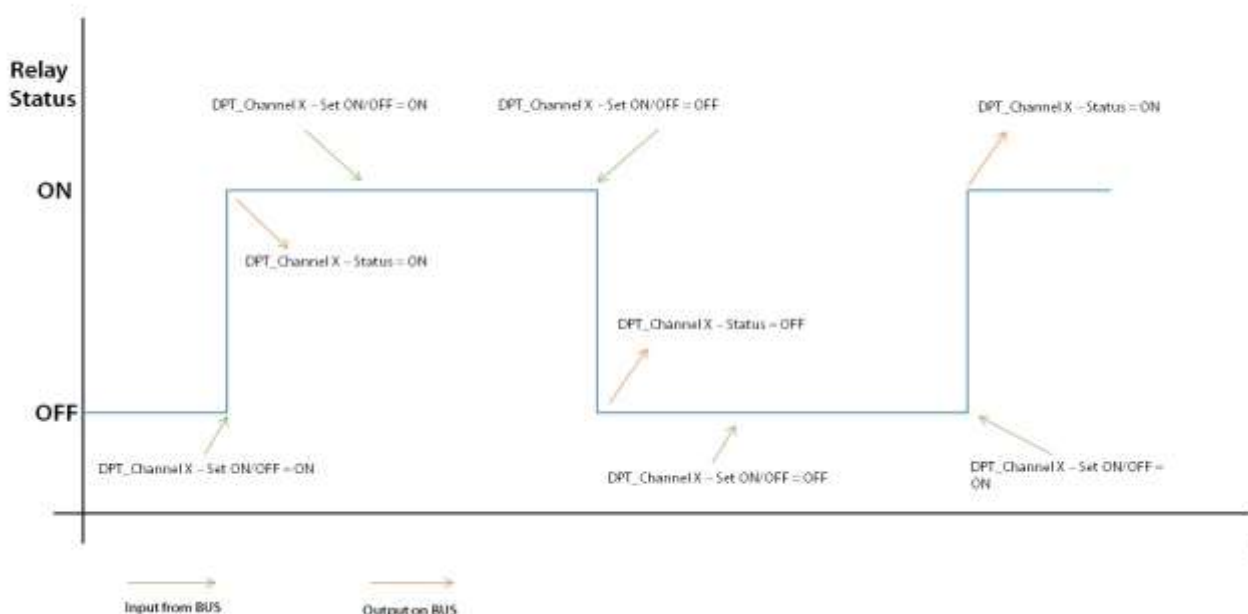 Relay
Status
DPT_Channel X – Set ON/OFF = ON
DPT_Channel X – Set ON/OFF = OFF
DPT_Channel X – Status = ON
ON
DPT_Channel X – Status = ON
DPT_Channel X – Status = OFF
OFF
DPT_Channel X – Set ON/OFF = ON
DPT_Channel X – Set ON/OFF = OFF
DPT_Channel X – Set ON/OFF =
ON
Input from BUS
Output on BUS